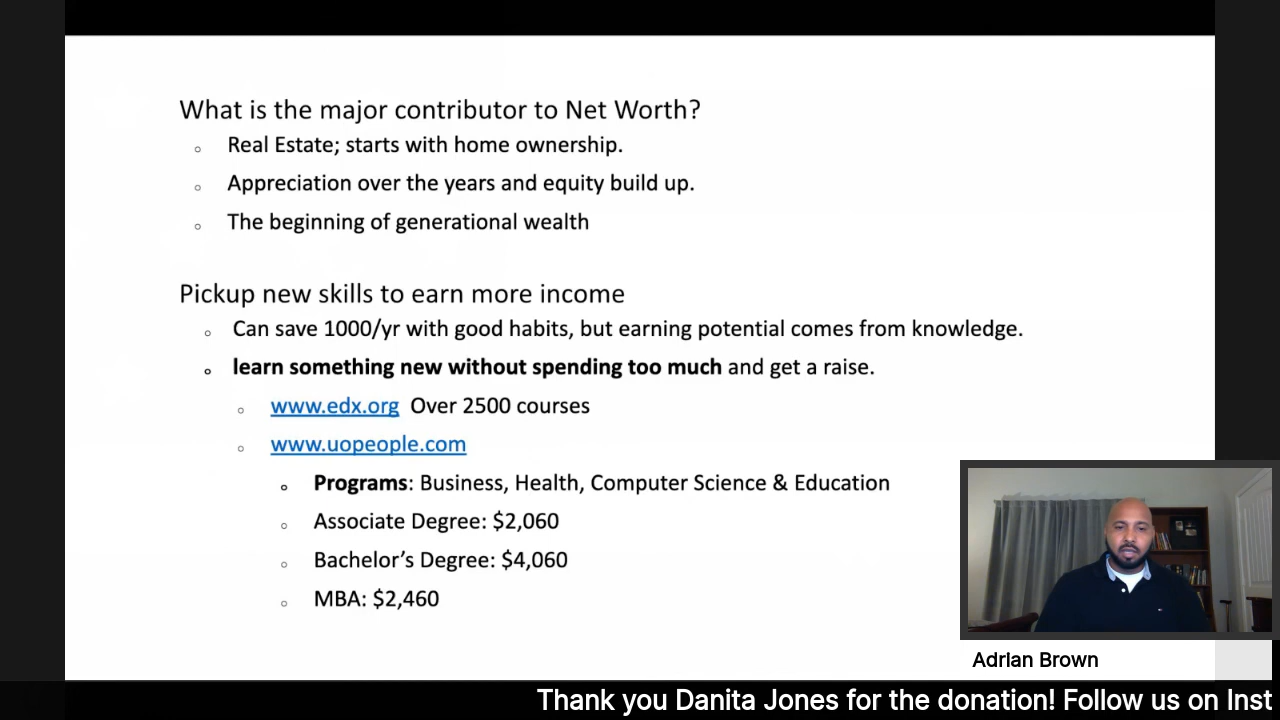 What is the major contributor to Net Worth?
Real Estate; starts with home ownership.
Appreciation over the years and equity build up.
The beginning of generational wealth
Pickup new skills to earn more income
Can save 1000/yr with good habits, but earning potential comes from knowledge.
learn something new without spending too much and get a raise.
www.edx.org Over 2500 courses
www.uopeople.com
Programs: Business, Health, Computer Science & Education
Associate Degree: $2,060
Bachelor’s Degree: $4,060
MBA: $2,460
Adrian Brown
Thank you Danita Jones for the donation! Follow us on Inst